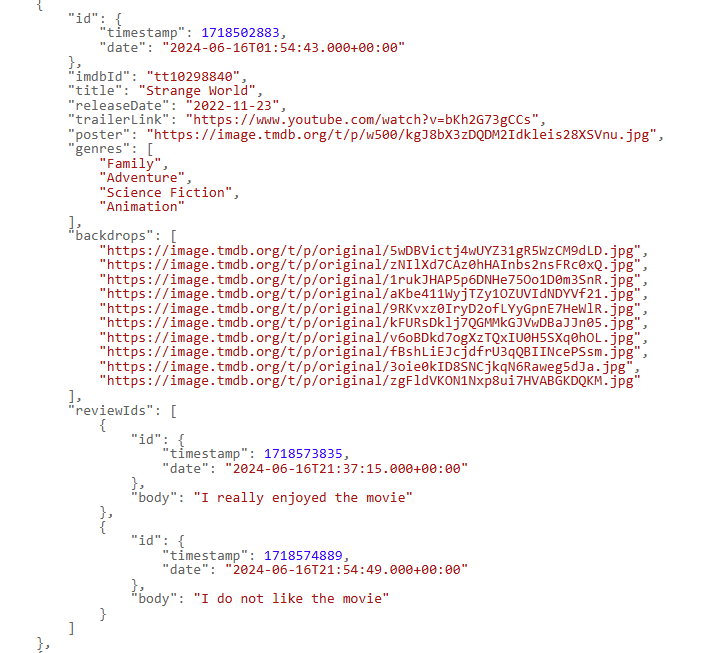 {
"id": {
"timestamp": 1718502883,
"date": "2024-06-16T01:54:43.000+00:00"
},
"imdbId": "tt10298840",
"title": "Strange World",
"releaseDate": "2022-11-23",
"trailerLink": "https://www.youtube.com/watch?v=bKh2G73gCCs",
"poster": "https://image.tmdb.org/t/p/w500/kgJ8bX3zDQDM2Idkleis28XSVnu.jpg",
"genres": [
"Family",
"Adventure",
"Science Fiction",
"Animation"
],
"backdrops": [
"https://image.tmdb.org/t/p/original/5wDBVictj4wUYZ31gR5WzCM9dLD.jpg",
"https://image.tmdb.org/t/p/original/zNIlXd7CAz0hHAInbs2nsFRc0xQ.jpg",
"https://image.tmdb.org/t/p/original/1rukJHAP5p6DNHe75Oo1D0m3SnR.jpg",
"https://image.tmdb.org/t/p/original/aKbe411WyjTZy1OZUVIdNDYVf21.jpg",
"https://image.tmdb.org/t/p/original/9RKvxz0IryD2ofLYyGpnE7HeWlR.jpg",
"https://image.tmdb.org/t/p/original/kFURsDklj7QGMMkGJVwDBaJJn05.jpg",
"https://image.tmdb.org/t/p/original/v6oBDkd7ogXzTQxIU0H5SXq0hOL.jpg",
"https://image.tmdb.org/t/p/original/fBshLiEJcjdfrU3qQBIINcePSsm.jpg",
"https://image.tmdb.org/t/p/original/3oie0kID8SNCjkqN6Raweg5dJa.jpg",
"https://image.tmdb.org/t/p/original/zgFldVKON1Nxp8ui7HVABGKDQKM.jpg"
],
"reviewIds": [
{
"id": {
"timestamp": 1718573835,
"date": "2024-06-16T21:37:15.000+00:00"
},
"body": "I really enjoyed the movie"
},
{
"id": {
"timestamp": 1718574889,
"date": "2024-06-16T21:54:49.000+00:00"
},
"body": "I do not like the movie"
}
]
},